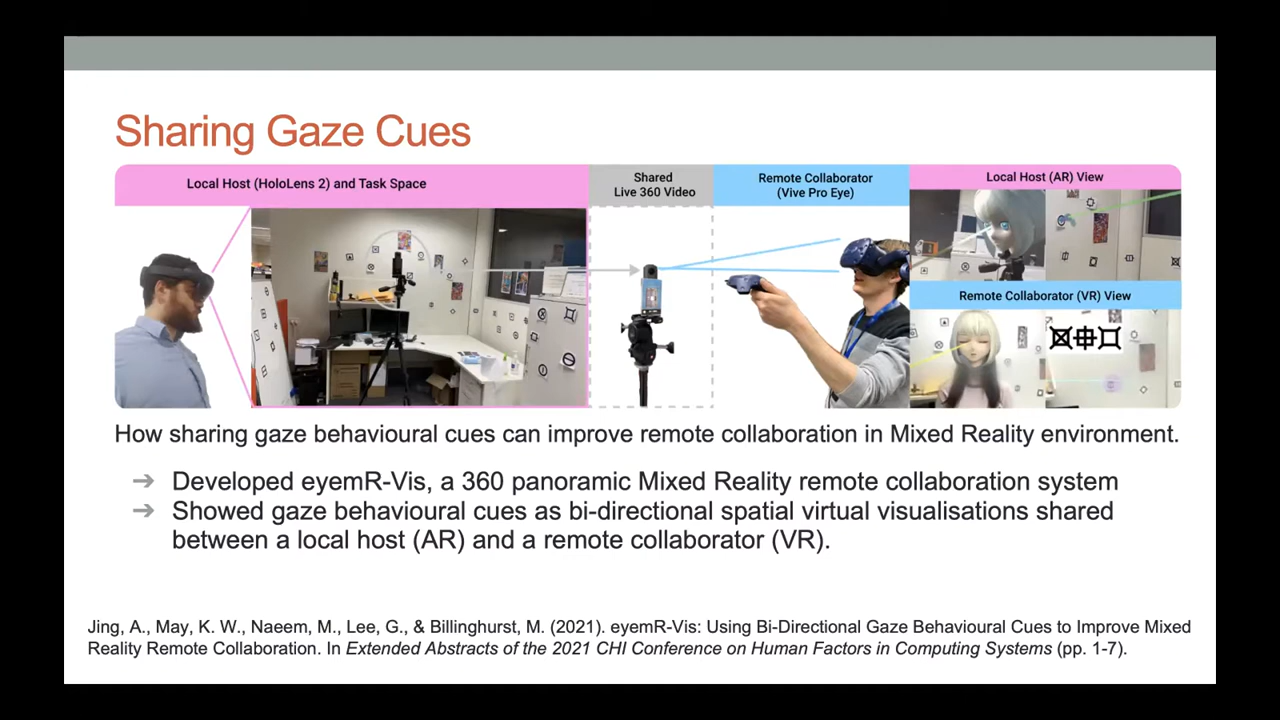 Sharing Gaze Cues
Local Host (HoloLens 2) and Task Space
Shared
Live 360 Video
Remote Collaborator
(Vive Pro Eye)
Local Host (AR) View
Remote Collaborator (VR) View
How sharing gaze behavioural cues can improve remote collaboration in Mixed Reality environment.
➔ Developed eyemR-Vis, a 360 panoramic Mixed Reality remote collaboration system
➔ Showed gaze behavioural cues as bi-directional spatial virtual visualisations shared
between a local host (AR) and a remote collaborator (VR).
Jing, A., May, K. W., Naeem, M., Lee, G., & Billinghurst, M. (2021). eyemR-Vis: Using Bi-Directional Gaze Behavioural Cues to Improve Mixed
Reality Remote Collaboration. In Extended Abstracts of the 2021 CHI Conference on Human Factors in Computing Systems (pp. 1-7).